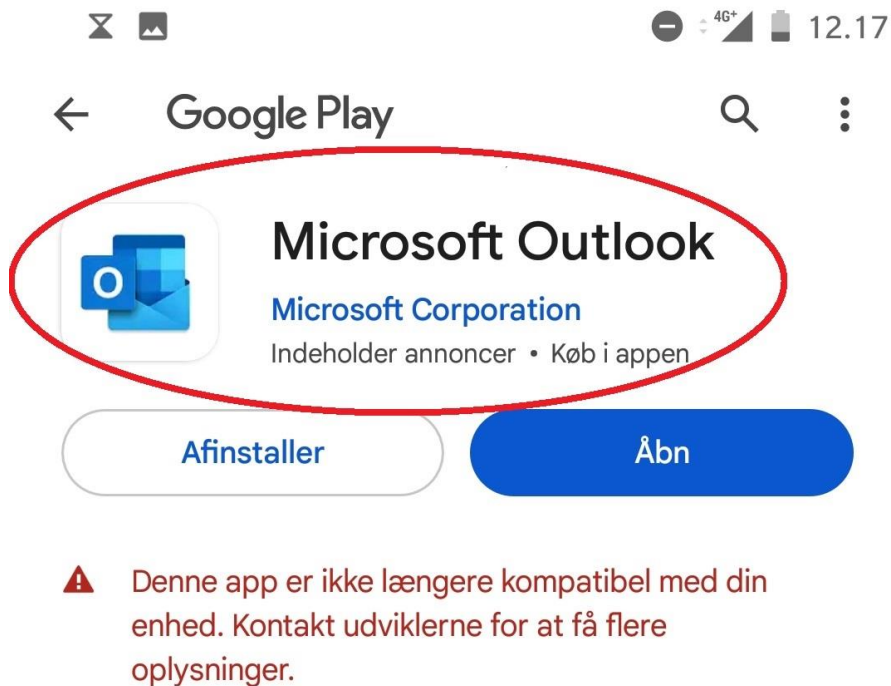 4G+ 12.17
Google Play
Microsoft Outlook
O
Microsoft Corporation
Indeholder annoncer • Køb i appen
Afinstaller Åbn
Denne app er ikke længere kompatibel med din
enhed. Kontakt udviklerne for at få flere
oplysninger.